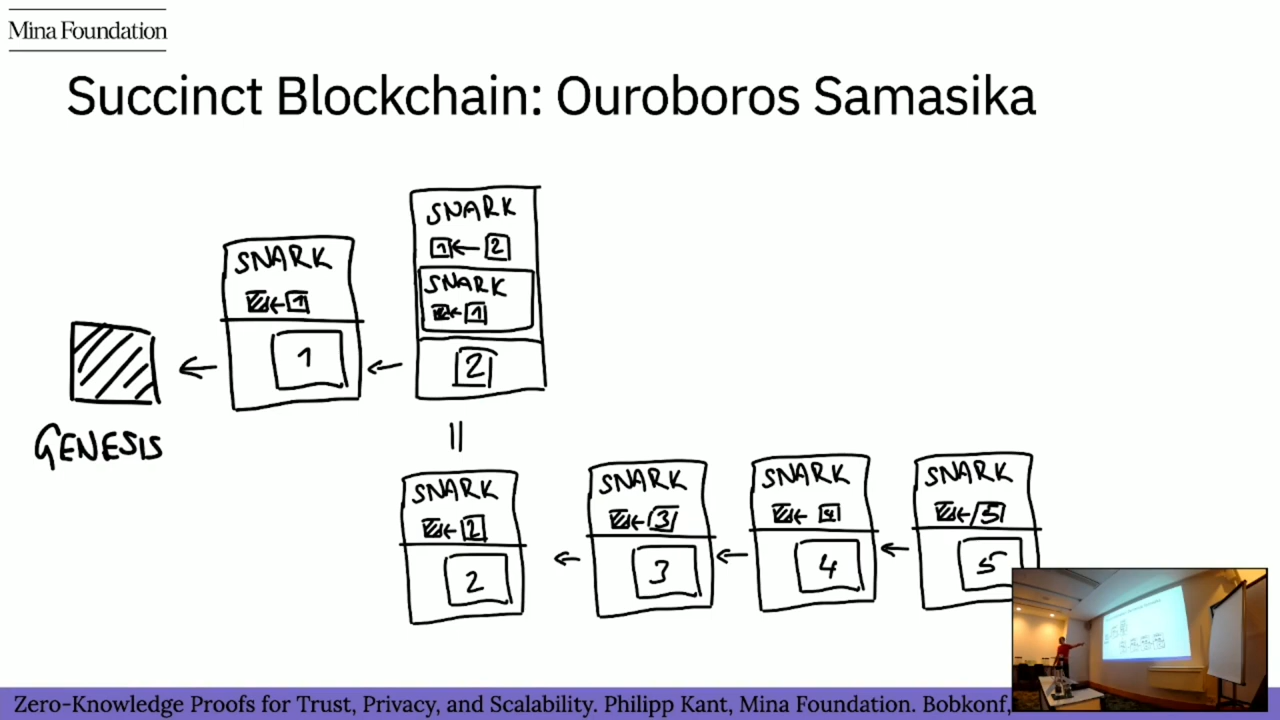 Mina Foundation
Succinct Blockchain: Ouroboros Samasika
GENESIS
SNARK
← 1
1
←
SNARK
1 ← 2
SNARK
← 1
2
←
=
SNARK
← 2
2
←
SNARK
← 3
3
←
SNARK
← 4
4
←
SNARK
← 5
5
Zero-Knowledge Proofs for Trust, Privacy, and Scalability. Philipp Kant, Mina Foundation. Bobkonf,